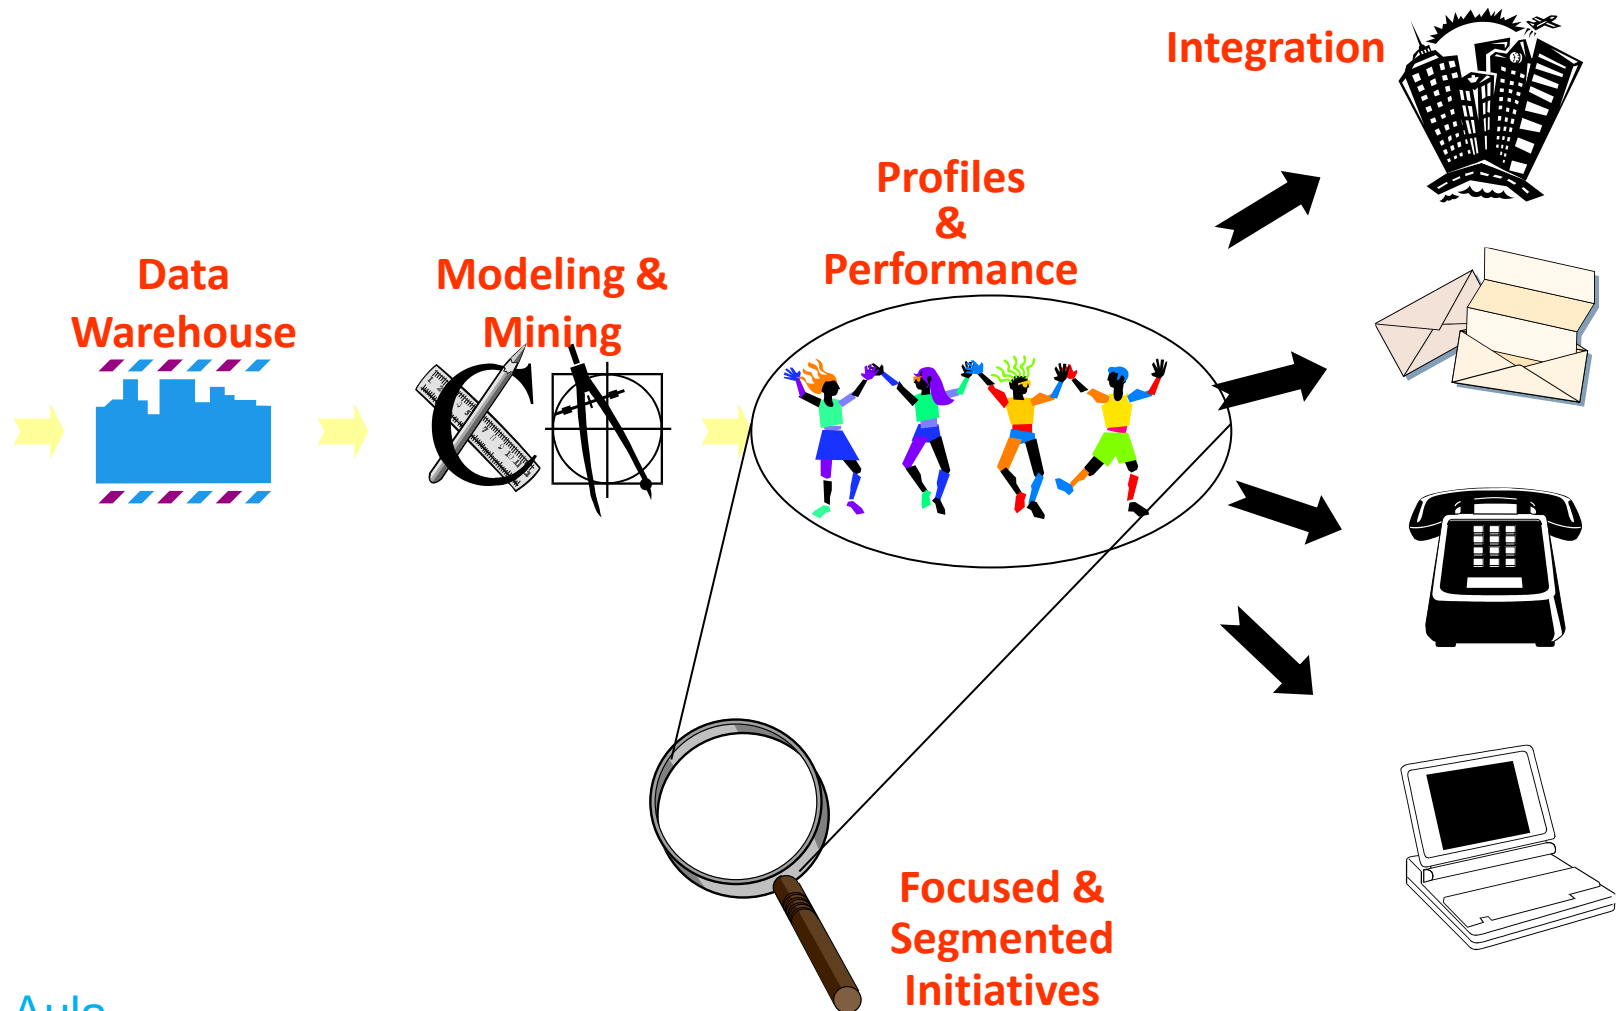 Integration
Profiles
&
Performance
Data
Warehouse
Modeling &
Mining
Focused &
Segmented
Initiatives